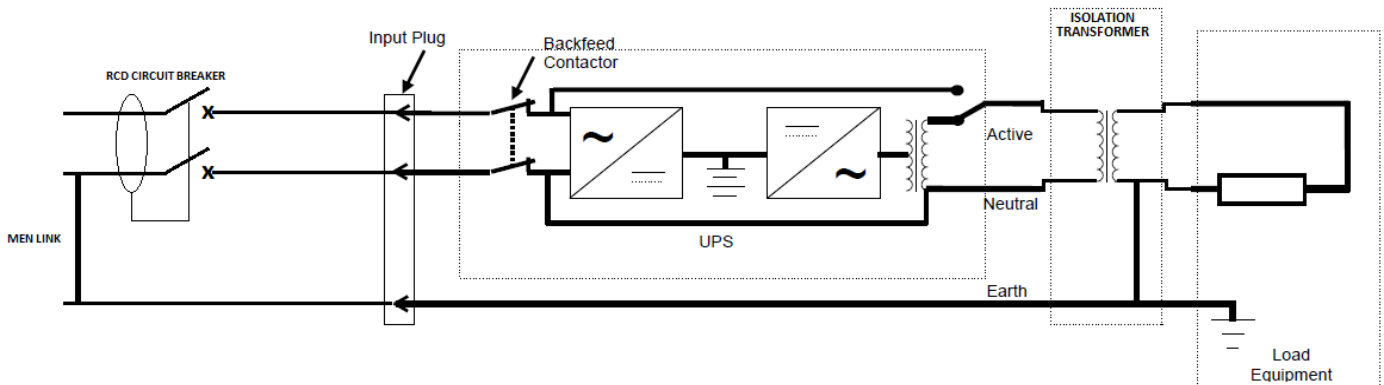 ISOLATION
TRANSFORMER
Input Plug
Backfeed
Contactor
RCD CIRCUIT BREAKER
X
X
Active
Neutral
MEN LINK
UPS
Earth
Load
Equipment